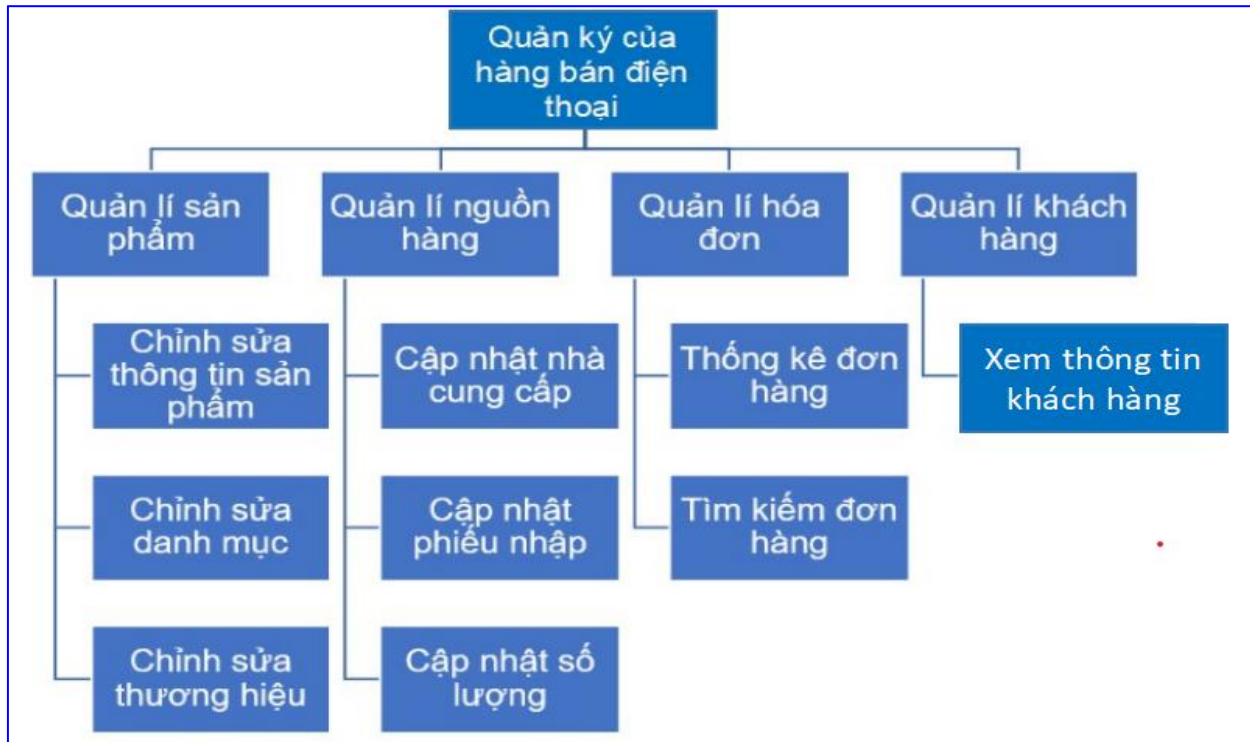 Quản ký của
hàng bán điện
thoại
Quản lí sản
phẩm
Quản lí nguồn
hàng
Quản lí hóa
đơn
Quản lí khách
hàng
Chỉnh sửa
thông tin sản
phẩm
Cập nhật nhà
cung cấp
Thống kê đơn
hàng
Xem thông tin
khách hàng
Chỉnh sửa
danh mục
Cập nhật
phiếu nhập
Tìm kiếm đơn
hàng
Chỉnh sửa
thương hiệu
Cập nhật số
lượng